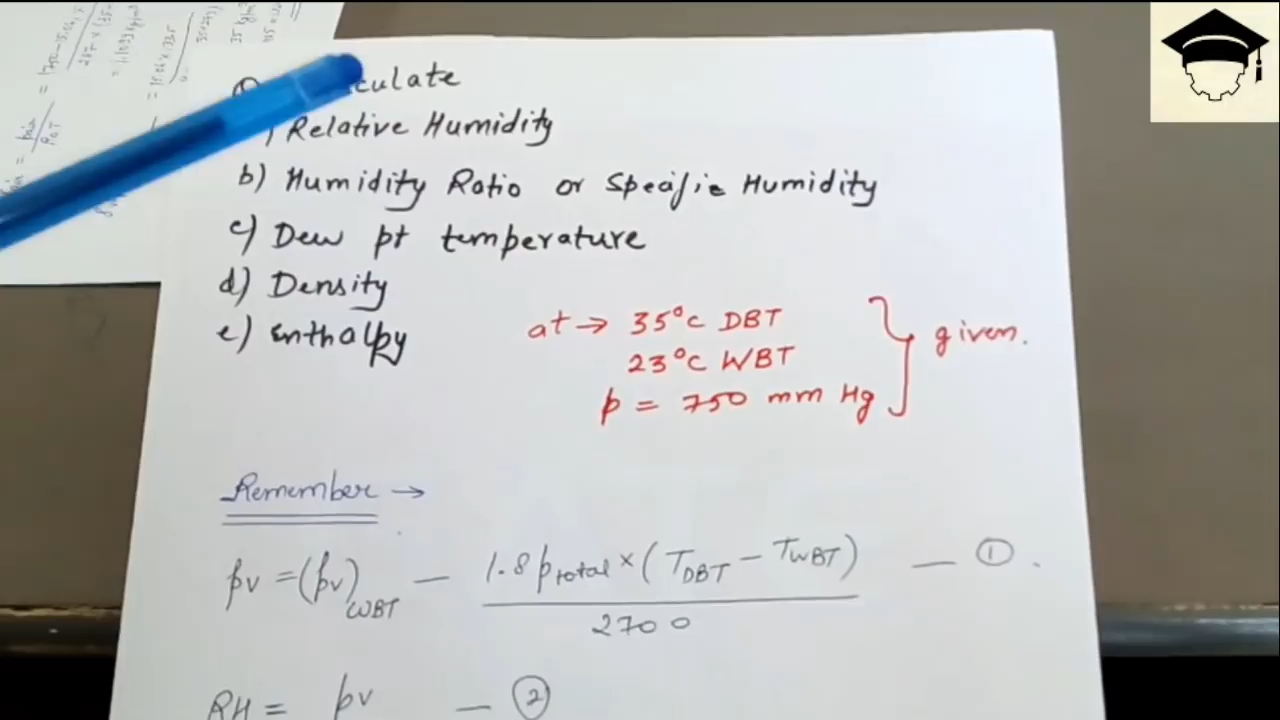 culate
Relative Humidity
b) Humidity Ratio or Specific Humidity
c) Dew pt temperature
d) Density
e) enthalpy
at → 35°C DBT
23°C WBT
p = 750 mm Hg
given.
Remember →
pv = (pv)WBT — 1.8 ptotal × (TDBT — TWBT) / 2700 — ①.
RH = pv — ②